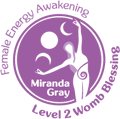 Female Energy Awakening
Miranda
Gray
Level 2 Womb Blessing